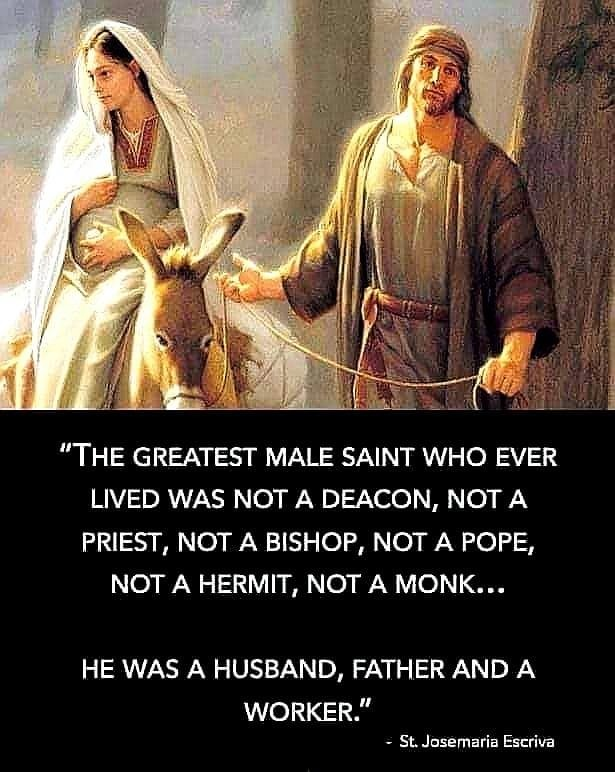 "THE GREATEST MALE SAINT WHO EVER
LIVED WAS NOT A DEACON, NOT A
PRIEST, NOT A BISHOP, NOT A POPE,
NOT A HERMIT, NOT A MONK...
HE WAS A HUSBAND, FATHER AND A
WORKER."
- St. Josemaria Escriva